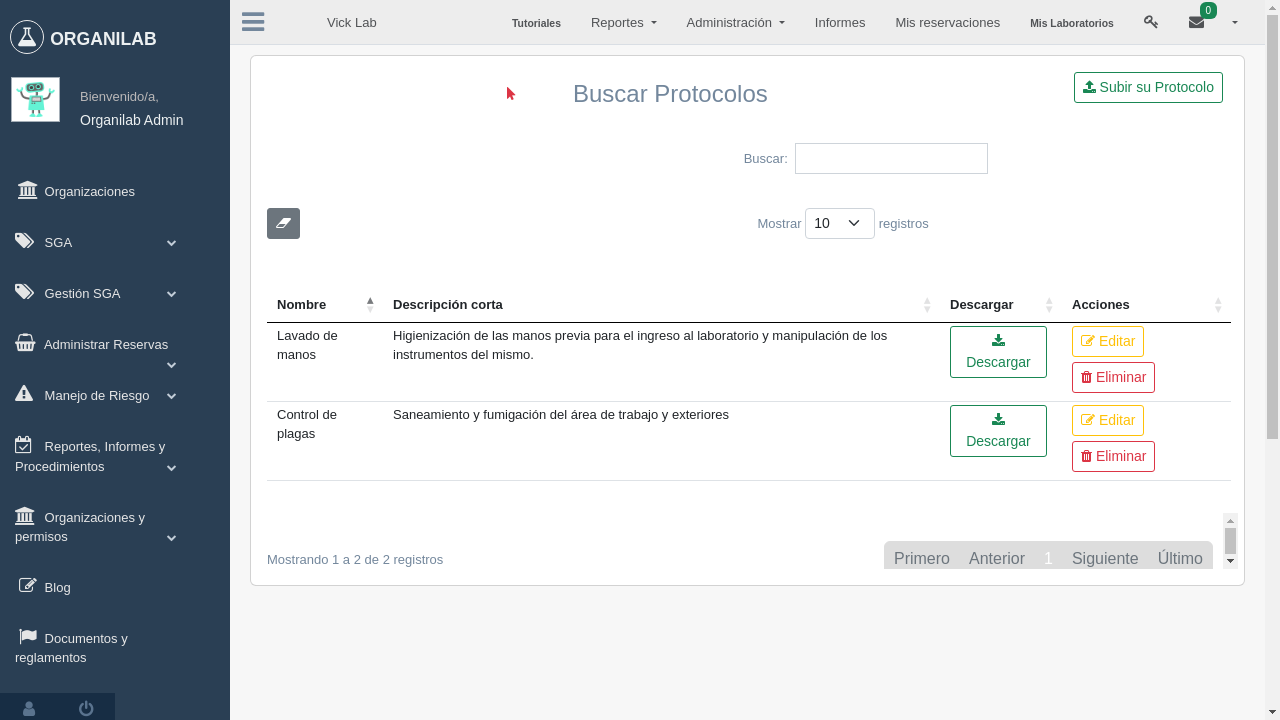 ORGANILAB
Bienvenido/a,
Organilab Admin
Organizaciones
SGA
Gestión SGA
Administrar Reservas
Manejo de Riesgo
Reportes, Informes y
Procedimientos
Organizaciones y
permisos
Blog
Documentos y
reglamentos
Vick Lab Tutoriales Reportes Administración Informes Mis reservaciones Mis Laboratorios 0
Buscar Protocolos
Subir su Protocolo
Buscar:
Mostrar 10 registros
Nombre Descripción corta Descargar Acciones
Lavado de
manos
Higienización de las manos previa para el ingreso al laboratorio y manipulación de los
instrumentos del mismo.
Descargar
Editar
Eliminar
Control de
plagas
Saneamiento y fumigación del área de trabajo y exteriores
Descargar
Editar
Eliminar
Mostrando 1 a 2 de 2 registros
Primero Anterior 1 Siguiente Último